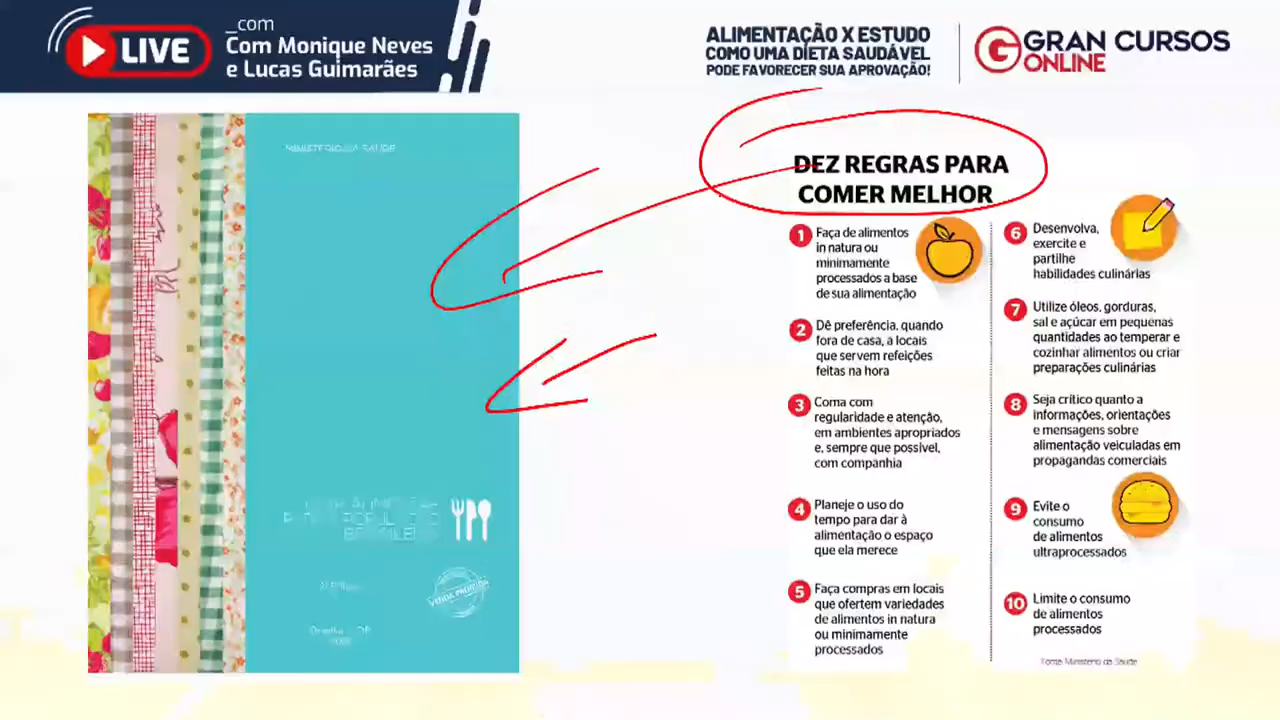 LIVE
_com
Com Monique Neves
e Lucas Guimarães
ALIMENTAÇÃO X ESTUDO
COMO UMA DIETA SAUDÁVEL
PODE FAVORECER SUA APROVAÇÃO!
GRAN CURSOS
ONLINE
MINISTÉRIO DA SAÚDE
VENDA PROIBIDA
DEZ REGRAS PARA
COMER MELHOR
1 Faça de alimentos
in natura ou
minimamente
processados a base
de sua alimentação
2 Dê preferência, quando
fora de casa, a locais
que servem refeições
feitas na hora
3 Coma com
regularidade e atenção,
em ambientes apropriados
e, sempre que possível,
com companhia
4 Planeje o uso do
tempo para dar à
alimentação o espaço
que ela merece
5 Faça compras em locais
que ofertem variedades
de alimentos in natura
ou minimamente
processados
6 Desenvolva,
exercite e
partilhe
habilidades culinárias
7 Utilize óleos, gorduras,
sal e açúcar em pequenas
quantidades ao temperar e
cozinhar alimentos ou criar
preparações culinárias
8 Seja crítico quanto a
informações, orientações
e mensagens sobre
alimentação veiculadas em
propagandas comerciais
9 Evite o
consumo
de alimentos
ultraprocessados
10 Limite o consumo
de alimentos
processados
Fonte: Ministério da Saúde